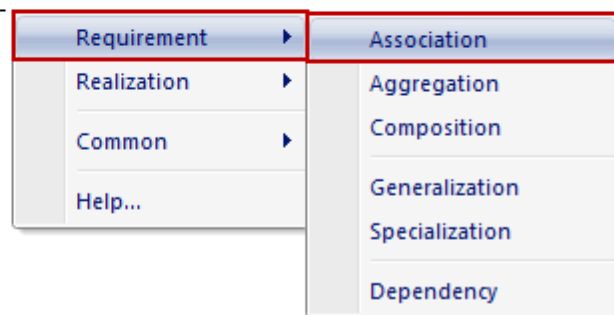 Requirement
Realization
Common
Help...
Association
Aggregation
Composition
Generalization
Specialization
Dependency